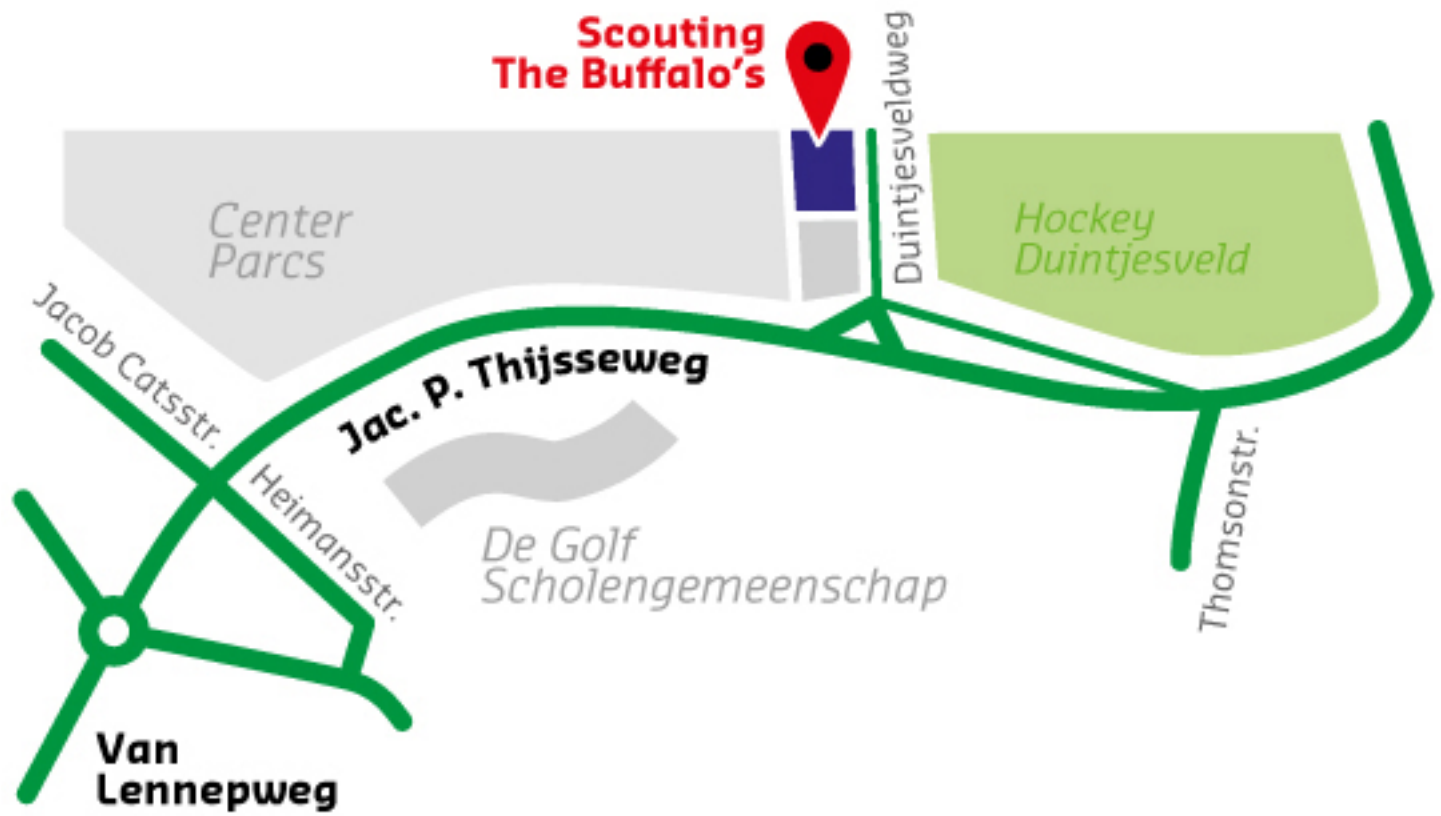 Scouting
The Buffalo's
Duintjesveldweg
Center
Parcs
Hockey
Duintjesveld
Jacob Catsstr.
Jac. P. Thijsseweg
Heimansstr.
De Golf
Scholengemeenschap
Thomsonstr.
Van
Lennepweg